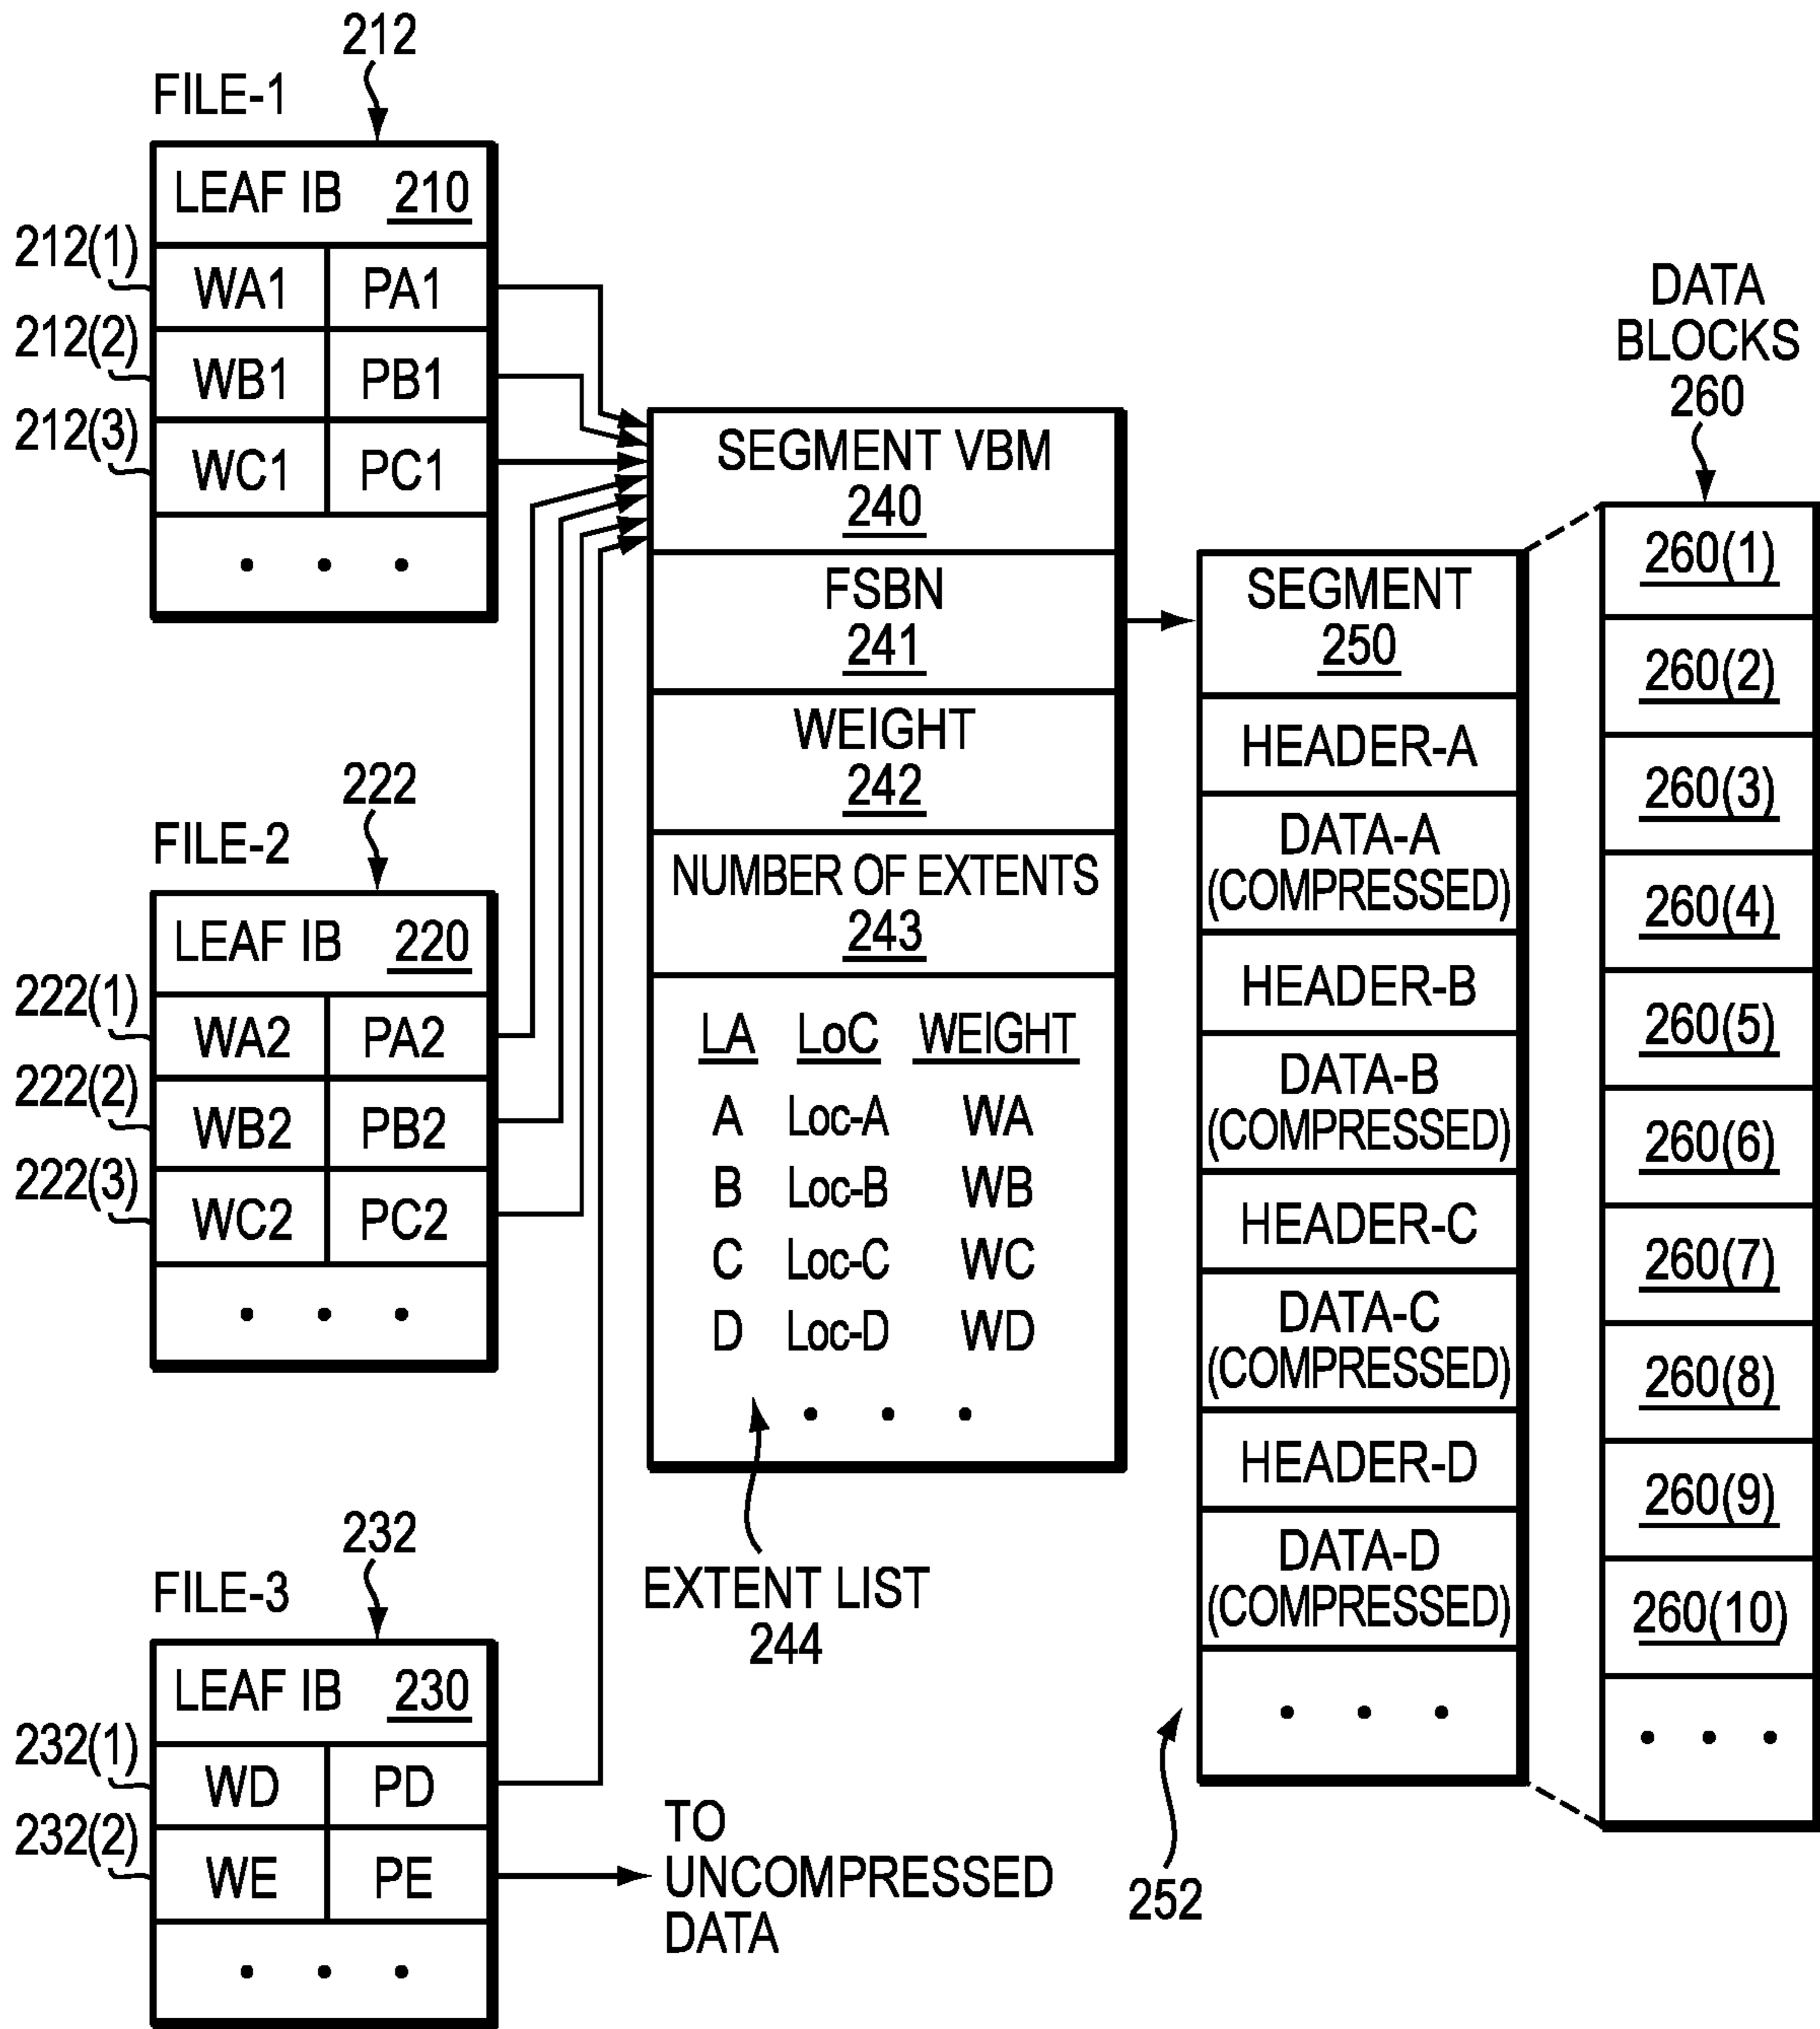 212
FILE-1
LEAF IB 210
212(1) WA1 PA1
212(2) WB1 PB1
212(3) WC1 PC1
. . .
222
FILE-2
LEAF IB 220
222(1) WA2 PA2
222(2) WB2 PB2
222(3) WC2 PC2
. . .
232
FILE-3
LEAF IB 230
232(1) WD PD
232(2) WE PE
. . .
TO
UNCOMPRESSED
DATA
SEGMENT VBM
240
FSBN
241
WEIGHT
242
NUMBER OF EXTENTS
243
LA LoC WEIGHT
A Loc-A WA
B Loc-B WB
C Loc-C WC
D Loc-D WD
. . .
EXTENT LIST
244
SEGMENT
250
HEADER-A
DATA-A
(COMPRESSED)
HEADER-B
DATA-B
(COMPRESSED)
HEADER-C
DATA-C
(COMPRESSED)
HEADER-D
DATA-D
(COMPRESSED)
. . .
252
DATA
BLOCKS
260
260(1)
260(2)
260(3)
260(4)
260(5)
260(6)
260(7)
260(8)
260(9)
260(10)
. . .